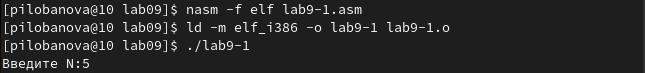 [pilobanova@10 lab09]$ nasm -f elf lab9-1.asm
[pilobanova@10 lab09]$ ld -m elf_i386 -o lab9-1 lab9-1.o
[pilobanova@10 lab09]$ ./lab9-1
Введите N:5